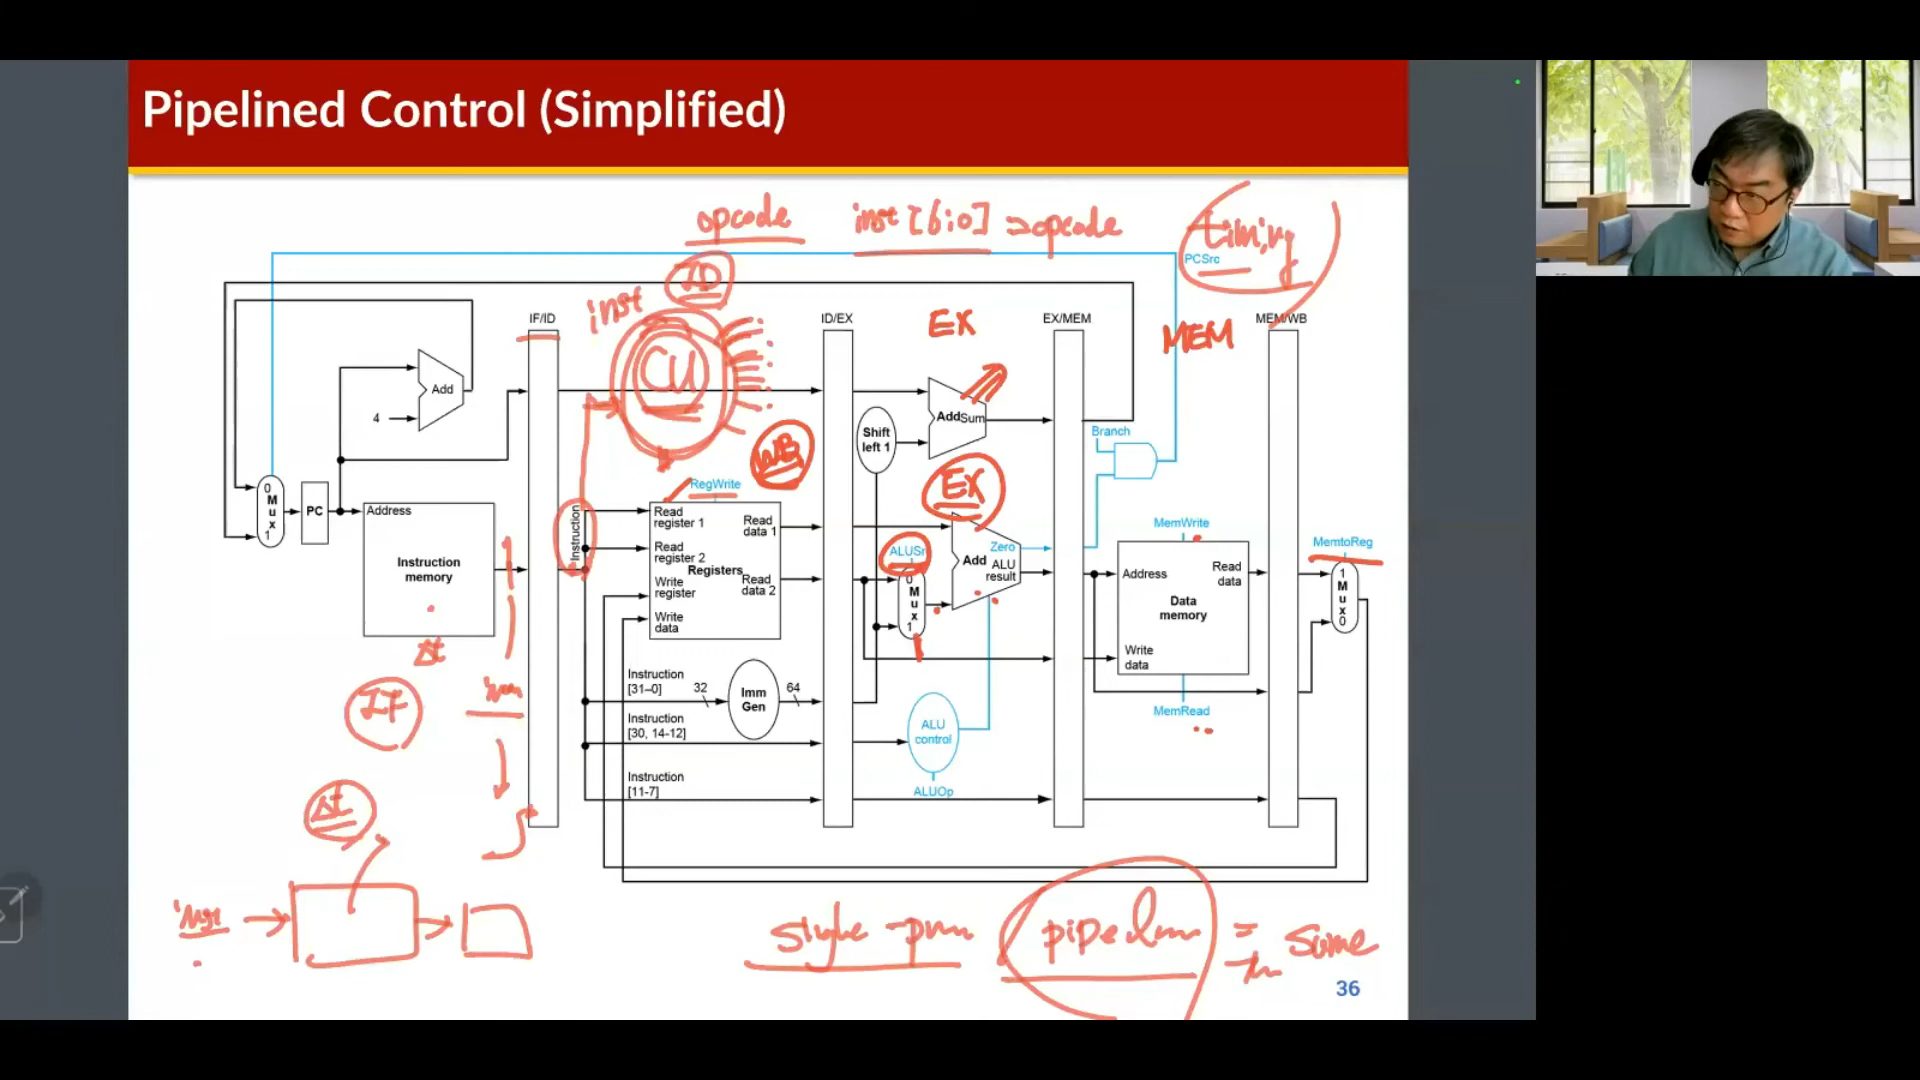 Pipelined Control (Simplified)
opcode inst [6:0] ⇒opcode timing
PCSrc
ID
inst
IF/ID ID/EX EX EX/MEM MEM MEM/WB
CU
Add
4
Add Sum
Shift
left 1
Branch
WB
RegWrite
EX
0
M
u
x
1
PC
Address
Instruction
memory
Instruction
Read
register 1
Read
data 1
Read
register 2
Registers
Write
register
Read
data 2
Write
data
ALUSr
0
M
u
x
1
Zero
Add
ALU
result
MemWrite
Address
Read
data
Data
memory
Write
data
MemRead
MemtoReg
1
M
u
x
0
Δt
IF
Instruction
[31–0]
32
Imm
Gen
64
Instruction
[30, 14-12]
ALU
control
Instruction
[11-7]
ALUOp
Δt
inst
pipeline = same
36